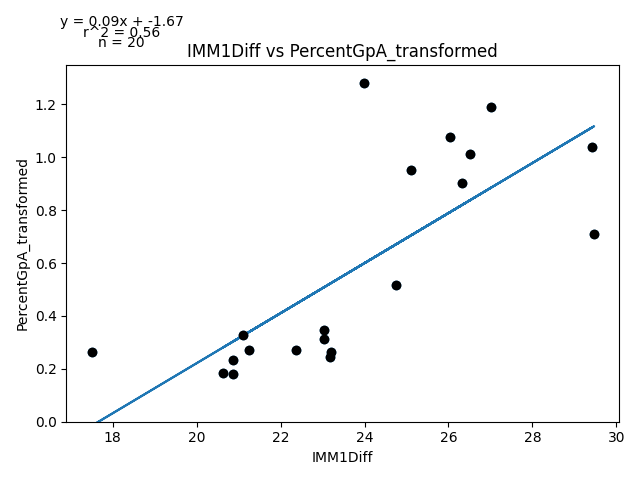 y = 0.09x + -1.67
r^2 = 0.56
n = 20
IMM1Diff vs PercentGpA_transformed
1.2
1.0
0.8
0.6
0.4
0.2
0.0
PercentGpA_transformed
18 20 22 24 26 28 30
IMM1Diff